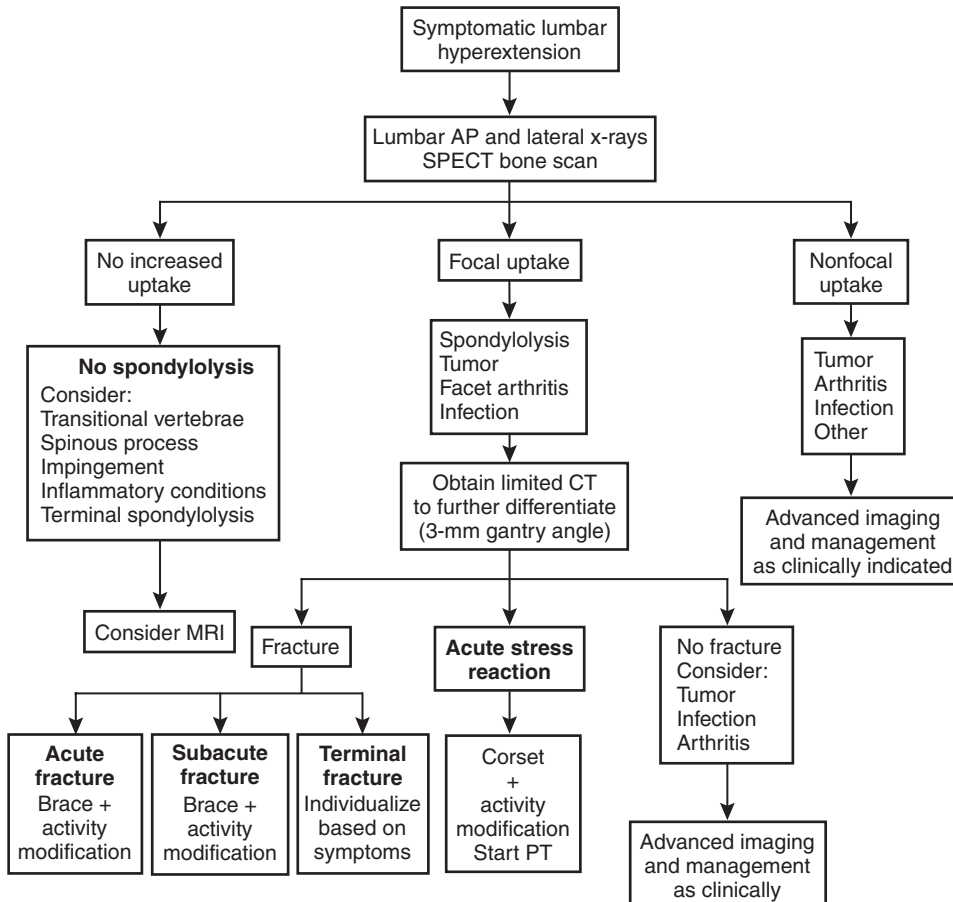 Symptomatic lumbar
hyperextension
Lumbar AP and lateral x-rays
SPECT bone scan
No increased
uptake
Focal uptake
Nonfocal
uptake
No spondylolysis
Consider:
Transitional vertebrae
Spinous process
Impingement
Inflammatory conditions
Terminal spondylolysis
Spondylolysis
Tumor
Facet arthritis
Infection
Tumor
Arthritis
Infection
Other
Obtain limited CT
to further differentiate
(3-mm gantry angle)
Advanced imaging
and management
as clinically indicated
Consider MRI
Fracture
Acute stress
reaction
No fracture
Consider:
Tumor
Infection
Arthritis
Acute
fracture
Brace +
activity
modification
Subacute
fracture
Brace +
activity
modification
Terminal
fracture
Individualize
based on
symptoms
Corset
+
activity
modification
Start PT
Advanced imaging
and management
as clinically